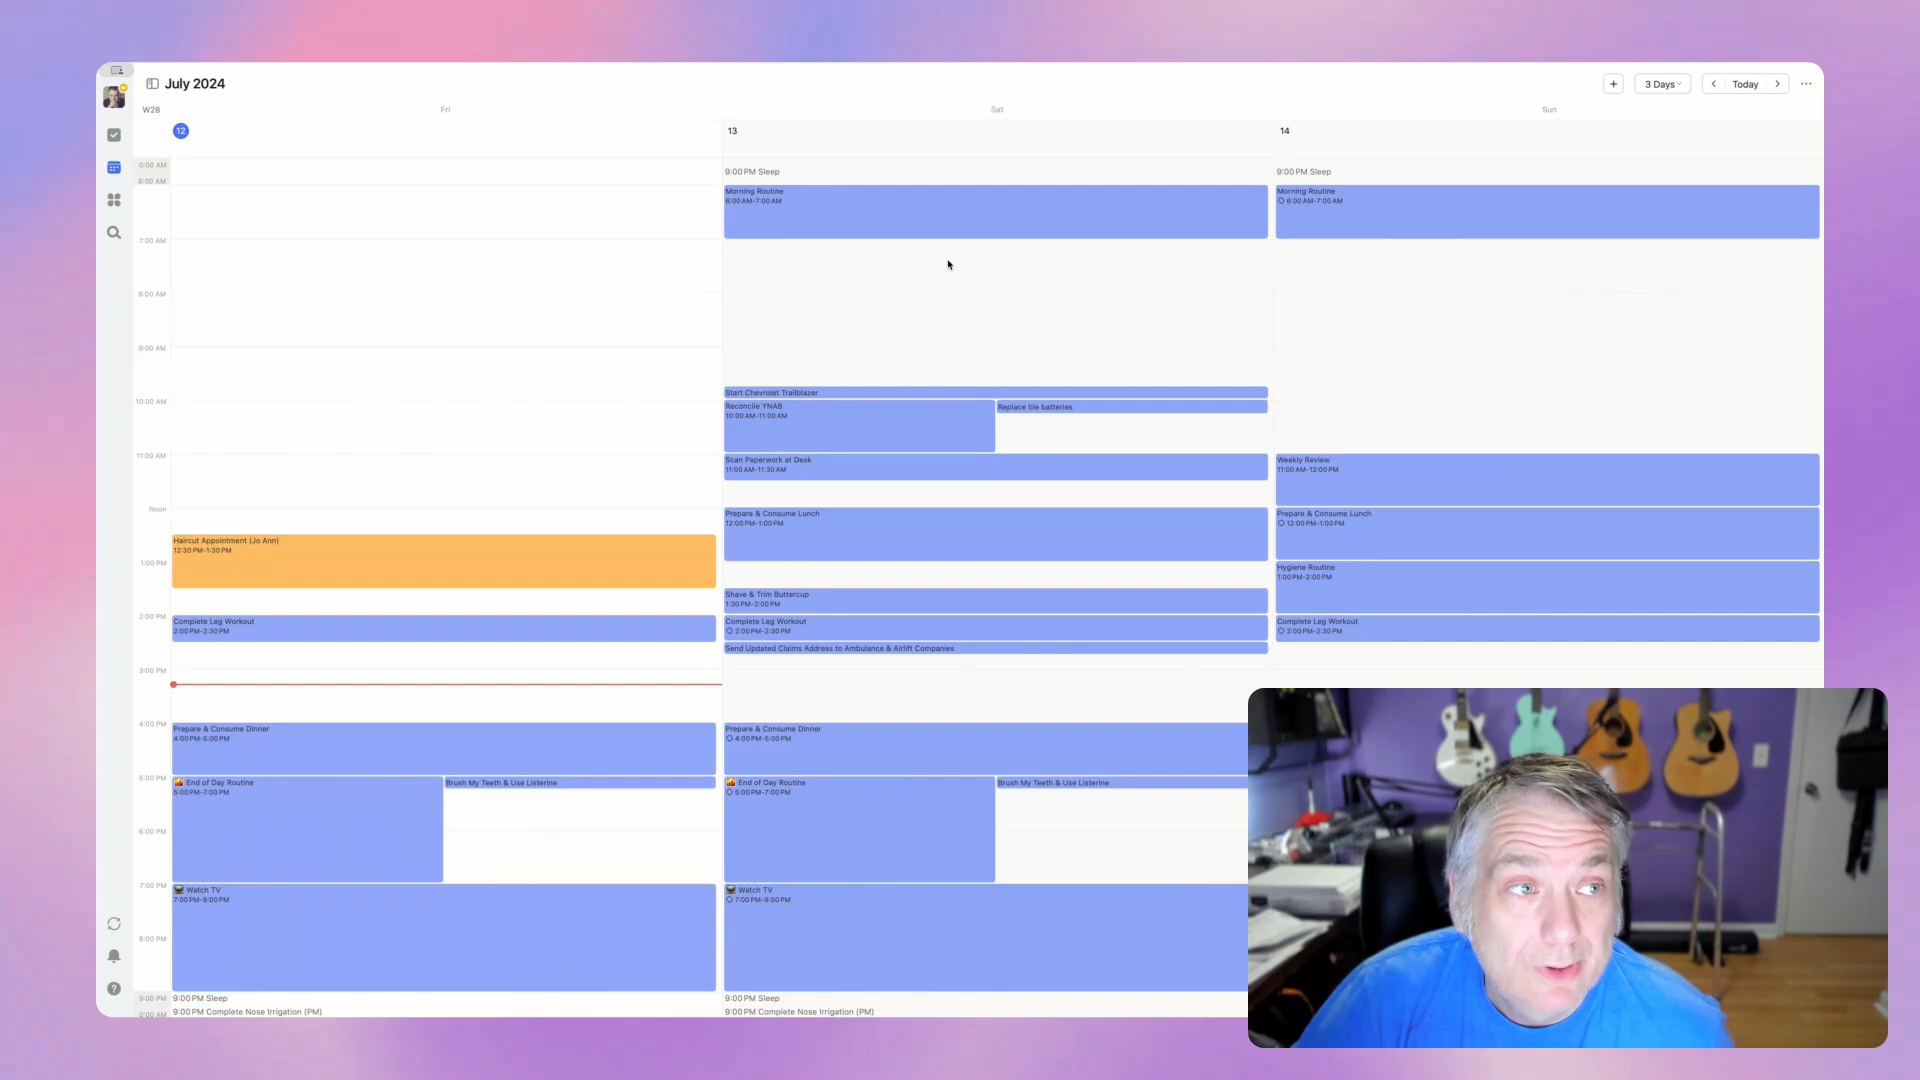 July 2024
3 Days
Today
W28
Fri
Sat
Sun
12
13
14
0:00 AM
6:00 AM
7:00 AM
8:00 AM
9:00 AM
10:00 AM
11:00 AM
Noon
1:00 PM
2:00 PM
3:00 PM
4:00 PM
5:00 PM
6:00 PM
7:00 PM
8:00 PM
9:00 PM
0:00 AM
Haircut Appointment (Jo Ann)
12:30 PM-1:30 PM
Complete Leg Workout
2:00 PM-2:30 PM
Prepare & Consume Dinner
4:00 PM-5:00 PM
End of Day Routine
5:00 PM-7:00 PM
Brush My Teeth & Use Listerine
Watch TV
7:00 PM-9:00 PM
9:00 PM Sleep
9:00 PM Complete Nose Irrigation (PM)
9:00 PM Sleep
Morning Routine
6:00 AM-7:00 AM
Start Chevrolet Trailblazer
Reconcile YNAB
10:00 AM-11:00 AM
Replace tile batteries
Scan Paperwork at Desk
11:00 AM-11:30 AM
Prepare & Consume Lunch
12:00 PM-1:00 PM
Shave & Trim Buttercup
1:30 PM-2:00 PM
Complete Leg Workout
2:00 PM-2:30 PM
Send Updated Claims Address to Ambulance & Airlift Companies
Prepare & Consume Dinner
4:00 PM-5:00 PM
End of Day Routine
5:00 PM-7:00 PM
Brush My Teeth & Use Listerine
Watch TV
7:00 PM-9:00 PM
9:00 PM Sleep
9:00 PM Complete Nose Irrigation (PM)
9:00 PM Sleep
Morning Routine
6:00 AM-7:00 AM
Weekly Review
11:00 AM-12:00 PM
Prepare & Consume Lunch
12:00 PM-1:00 PM
Hygiene Routine
1:00 PM-2:00 PM
Complete Leg Workout
2:00 PM-2:30 PM